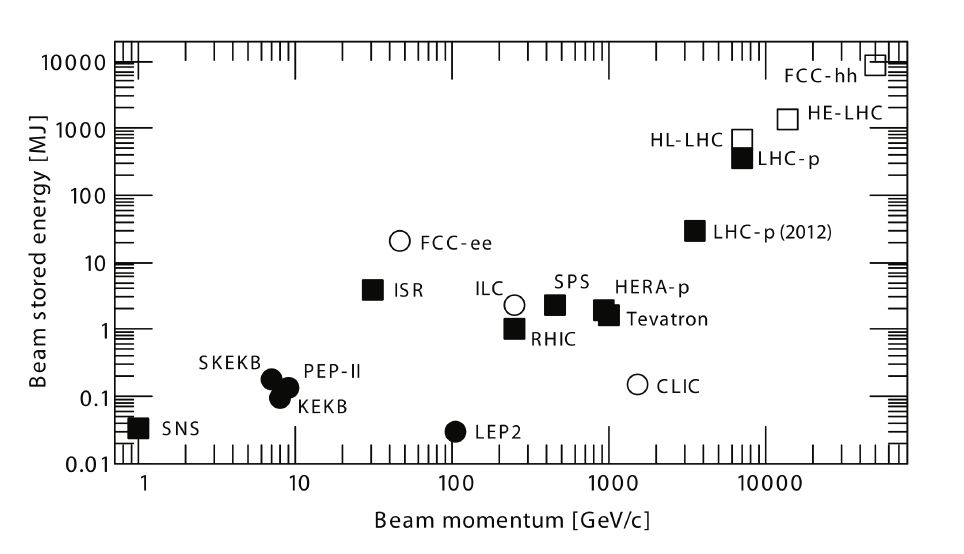 10000
FCC-hh
HE-LHC
1000
HL-LHC
LHC-p
100
LHC-p (2012)
FCC-ee
10
ISR
ILC
SPS
HERA-p
1
RHIC
Tevatron
SKEKB
PEP-II
0.1
KEKB
CLIC
SNS
LEP2
0.01
1 10 100 1000 10000
Beam momentum [GeV/c]
Beam stored energy [MJ]